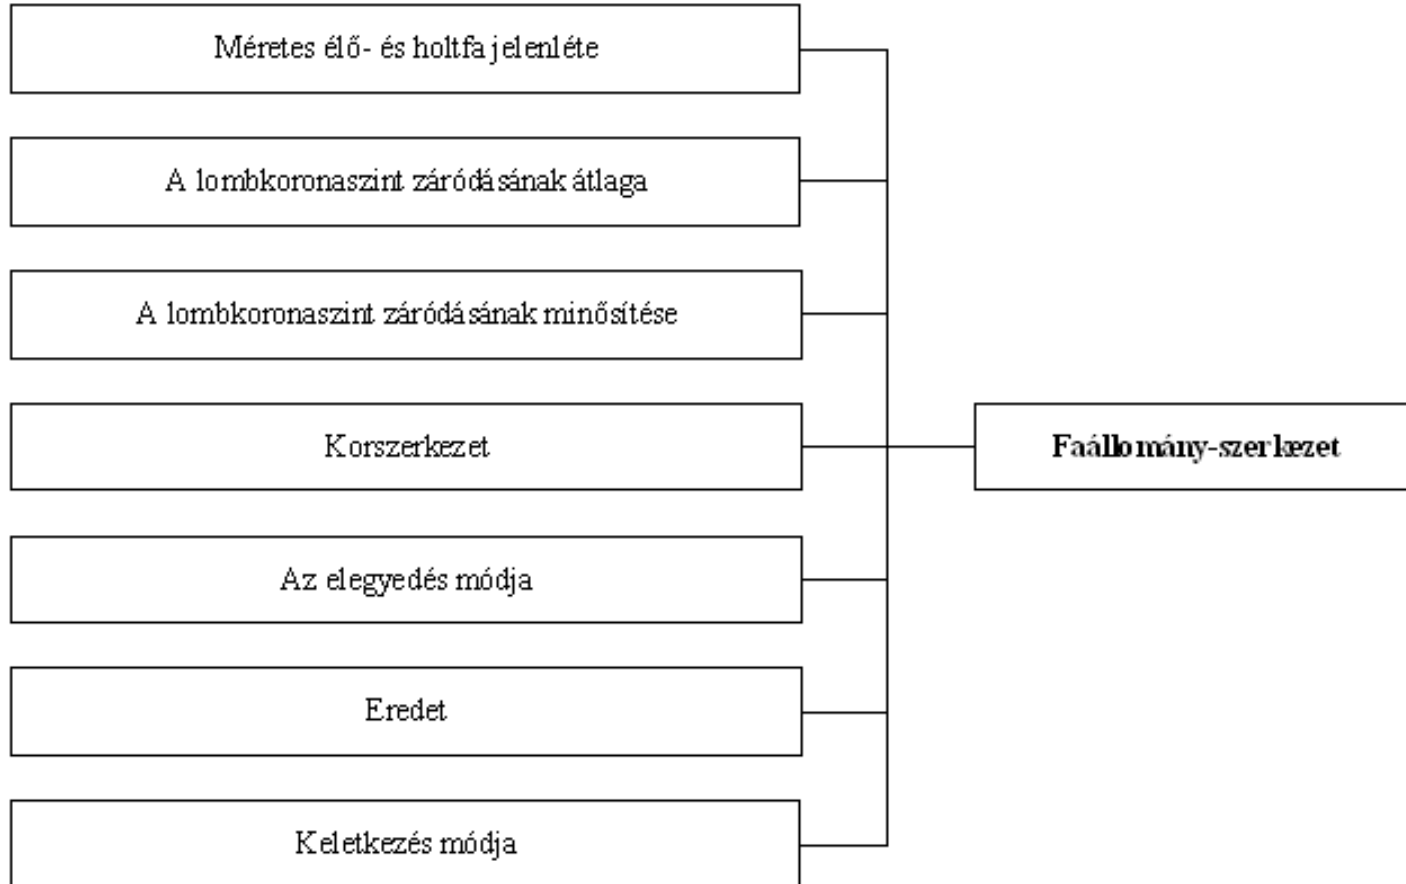 Méretes élő- és holtfa jelenléte
A lombkoronaszint záródásának átlaga
A lombkoronaszint záródásának minősítése
Korszerkezet
Faállomány-szerkezet
Az elegyedés módja
Eredet
Keletkezés módja